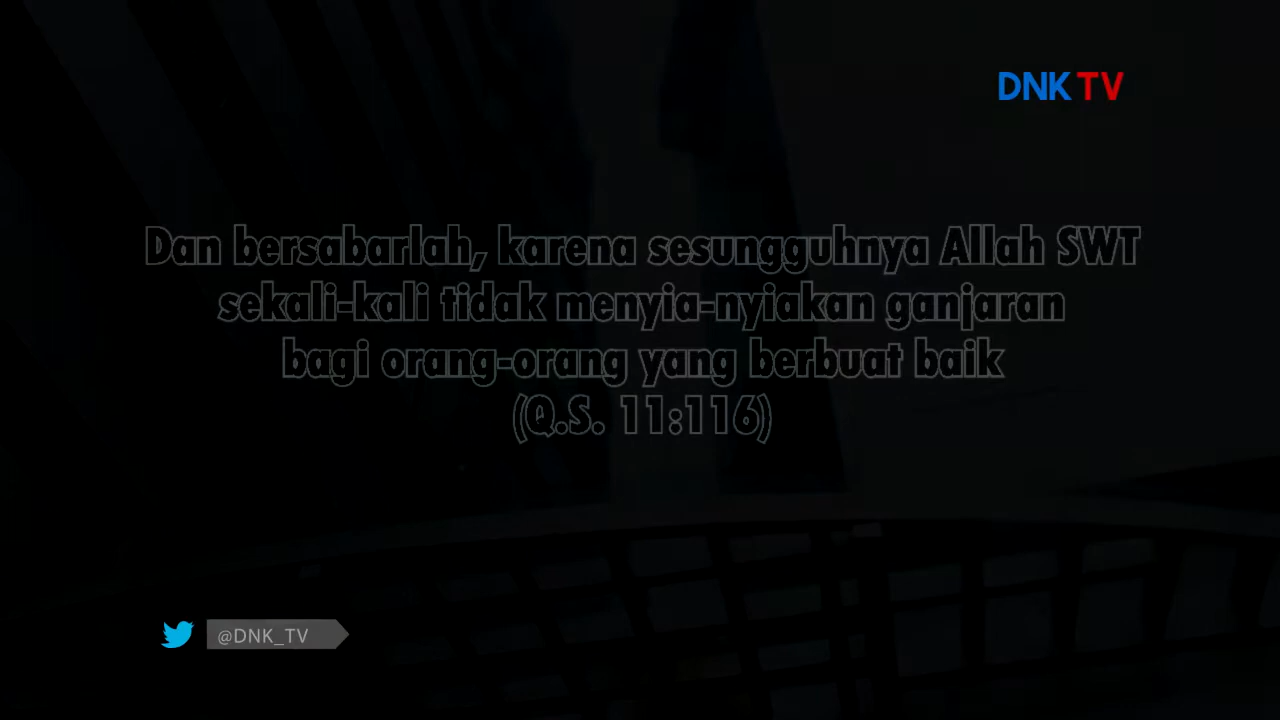 DNK TV
Dan bersabarlah, karena sesungguhnya Allah SWT
sekali-kali tidak menyia-nyiakan ganjaran
bagi orang-orang yang berbuat baik
(Q.S. 11:116)
@DNK_TV